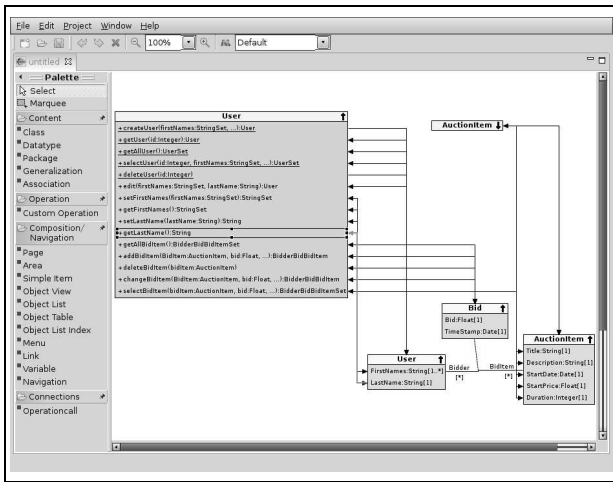 File Edit Project Window Help
100% Default
untitled
Palette
Select
Marquee
Content
Class
Datatype
Package
Generalization
Association
Operation
Custom Operation
Composition/
Navigation
Page
Area
Simple Item
Object View
Object List
Object Table
Object List Index
Menu
Link
Variable
Navigation
Connections
Operationcall
User
+createUser(firstNames:StringSet, ...):User
+getUser(id:Integer):User
+getAllUser():UserSet
+selectUser(id:Integer, firstNames:StringSet, ...):UserSet
+deleteUser(id:Integer)
+edit(firstNames:StringSet, lastName:String):User
+setFirstNames(firstNames:StringSet):StringSet
+getFirstNames():StringSet
+setLastName(lastName:String):String
+getLastName():String
+getAllBidItem():BidderBidBidItemSet
+addBidItem(BidItem:AuctionItem, bid:Float, ...):BidderBidBidItem
+deleteBidItem(bidItem:AuctionItem)
+changeBidItem(bidItem:AuctionItem, bid:Float, ...):BidderBidBidItem
+selectBidItem(bidItem:AuctionItem, bid:Float, ...):BidderBidBidItemSet
AuctionItem
Bid
Bid:Float[1]
TimeStamp:Date[1]
User
FirstNames:String[1..*]
LastName:String[1]
Bidder
[*]
BidItem
[*]
AuctionItem
Title:String[1]
Description:String[1]
StartDate:Date[1]
StartPrice:Float[1]
Duration:Integer[1]